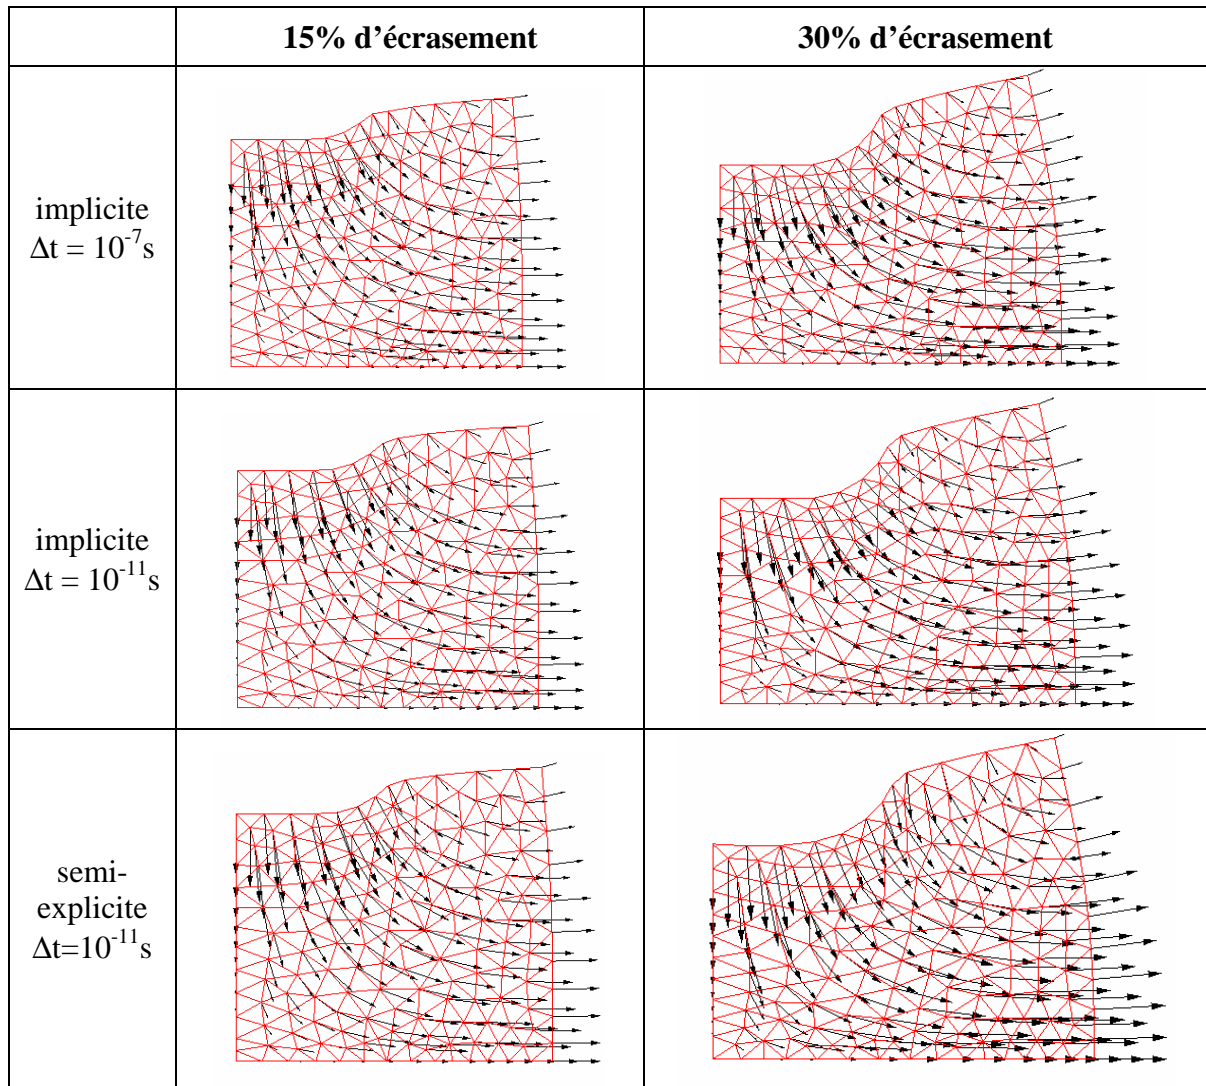 15% d’écrasement 30% d’écrasement
implicite
Δt = 10⁻⁷s
implicite
Δt = 10⁻¹¹s
semi-
explicite
Δt=10⁻¹¹s